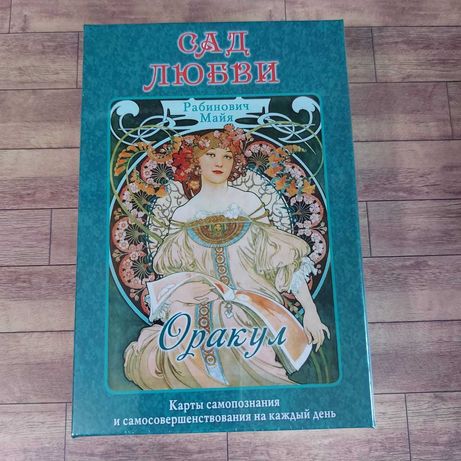 САД
ЛЮБВИ
Рабинович
Майя
Оракул
Карты самопознания
и самосовершенствования на каждый день